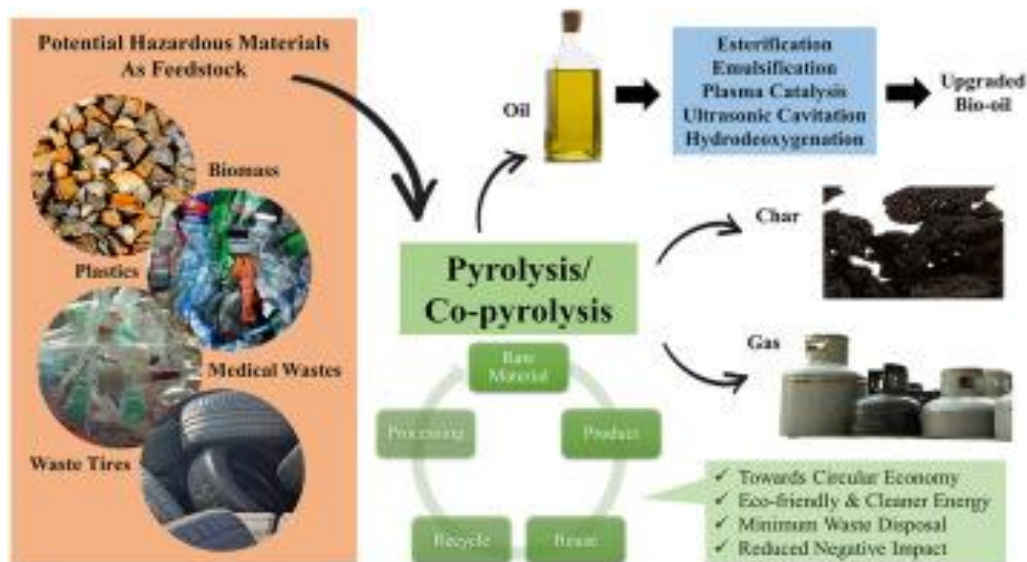 Potential Hazardous Materials
As Feedstock
Biomass
Plastics
Medical Wastes
Waste Tires
Oil
Esterification
Emulsification
Plasma Catalysis
Ultrasonic Cavitation
Hydrodeoxygenation
Upgraded
Bio-oil
Pyrolysis/
Co-pyrolysis
Char
Gas
Raw
Material
Product
Reuse
Recycle
Processing
✓ Towards Circular Economy
✓ Eco-friendly & Cleaner Energy
✓ Minimum Waste Disposal
✓ Reduced Negative Impact